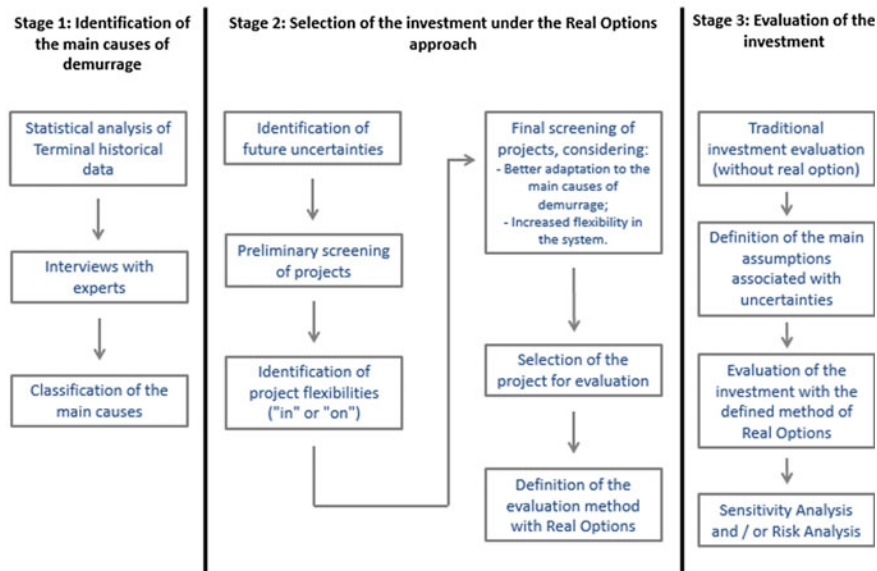 Stage 1: Identification of
the main causes of
demurrage
Statistical analysis of
Terminal historical
data
Interviews with
experts
Classification of the
main causes
Stage 2: Selection of the investment under the Real Options
approach
Identification of
future uncertainties
Preliminary screening
of projects
Identification of
project flexibilities
("in" or "on")
Final screening of
projects, considering:
- Better adaptation to the
main causes of
demurrage;
- Increased flexibility in
the system.
Selection of the
project for evaluation
Definition of the
evaluation method
with Real Options
Stage 3: Evaluation of the
investment
Traditional
investment evaluation
(without real option)
Definition of the main
assumptions
associated with
uncertainties
Evaluation of the
investment with the
defined method of
Real Options
Sensitivity Analysis
and / or Risk Analysis